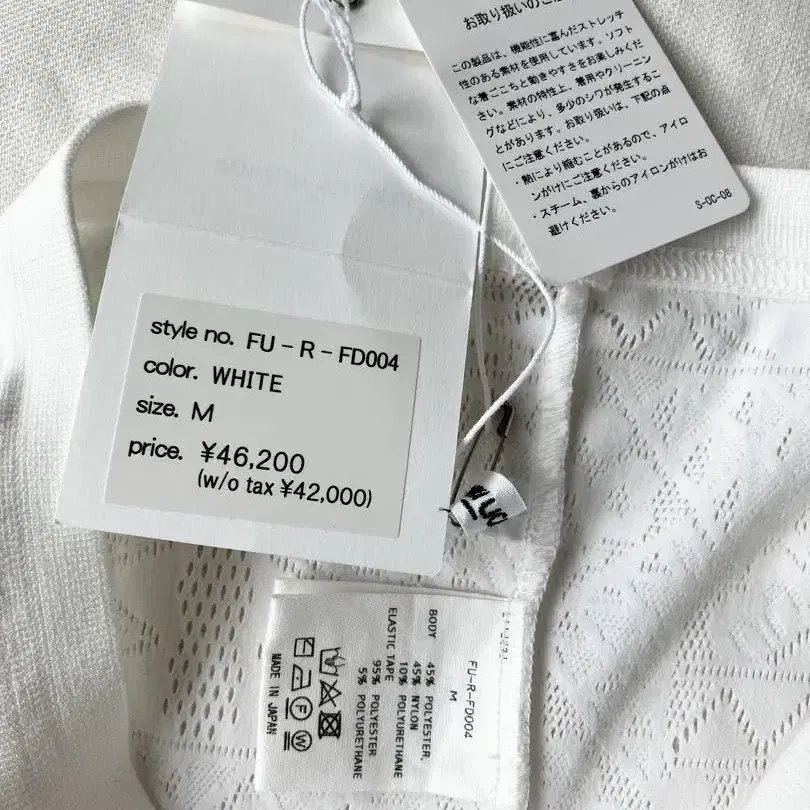 お取り扱いのご注
この製品は、機能性に富んだストレッチ
性のある素材を使用しています。ソフト
な着ごこちと動きやすさをお楽しみくだ
さい。素材の特性上、着用やクリーニン
グなどにより、多少のシワが発生するこ
とがあります。お取り扱いは、下記の点
にご注意ください。
・熱により縮むことがあるので、アイロ
ンがけにご注意ください。
・スチーム、裏からのアイロンがけはお
避けください。
S-OC-08
style no. FU-R-FD004
color. WHITE
size. M
price. ¥46,200
(w/o tax ¥42,000)
FU-R-FD004
M
BODY 45% POLYESTER,
45% NYLON
10% POLYURETHANE
ELASTIC TAPE
95% POLYESTER
5% POLYURETHANE
MADE IN JAPAN